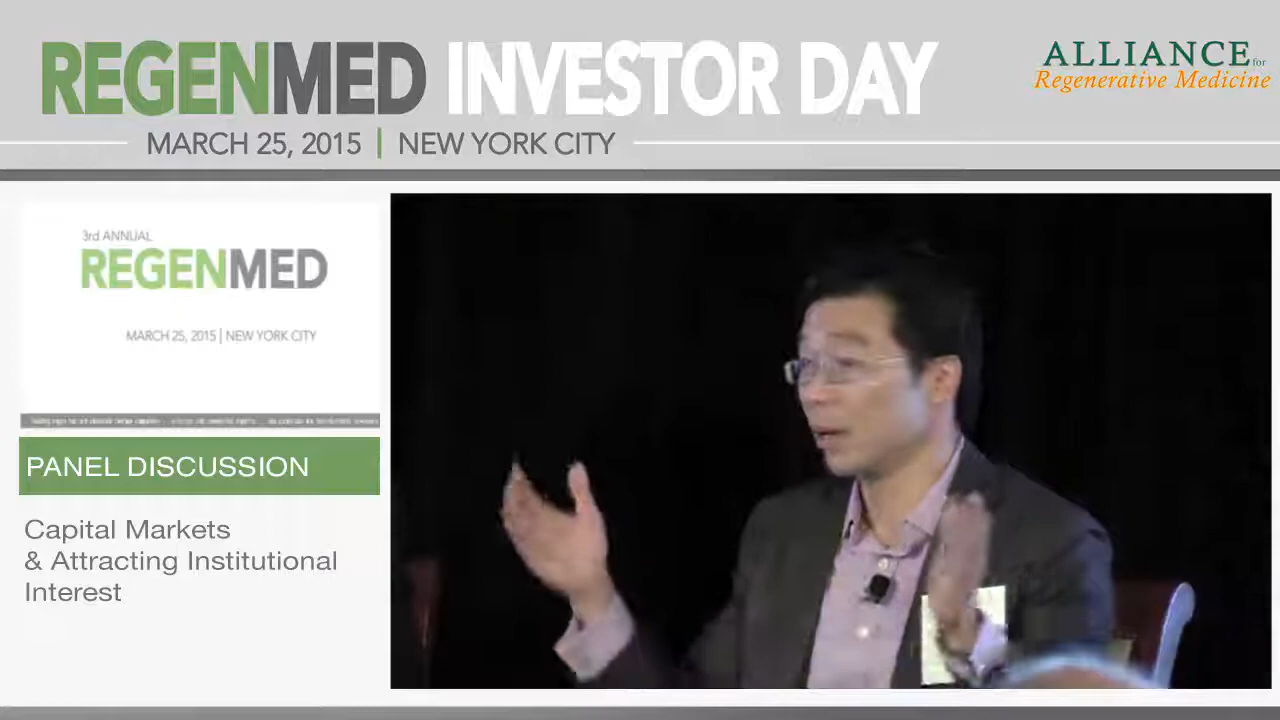 REGENMED INVESTOR DAY
MARCH 25, 2015 | NEW YORK CITY
ALLIANCE for
Regenerative Medicine
3rd ANNUAL
REGENMED
MARCH 25, 2015 | NEW YORK CITY
PANEL DISCUSSION
Capital Markets
& Attracting Institutional
Interest